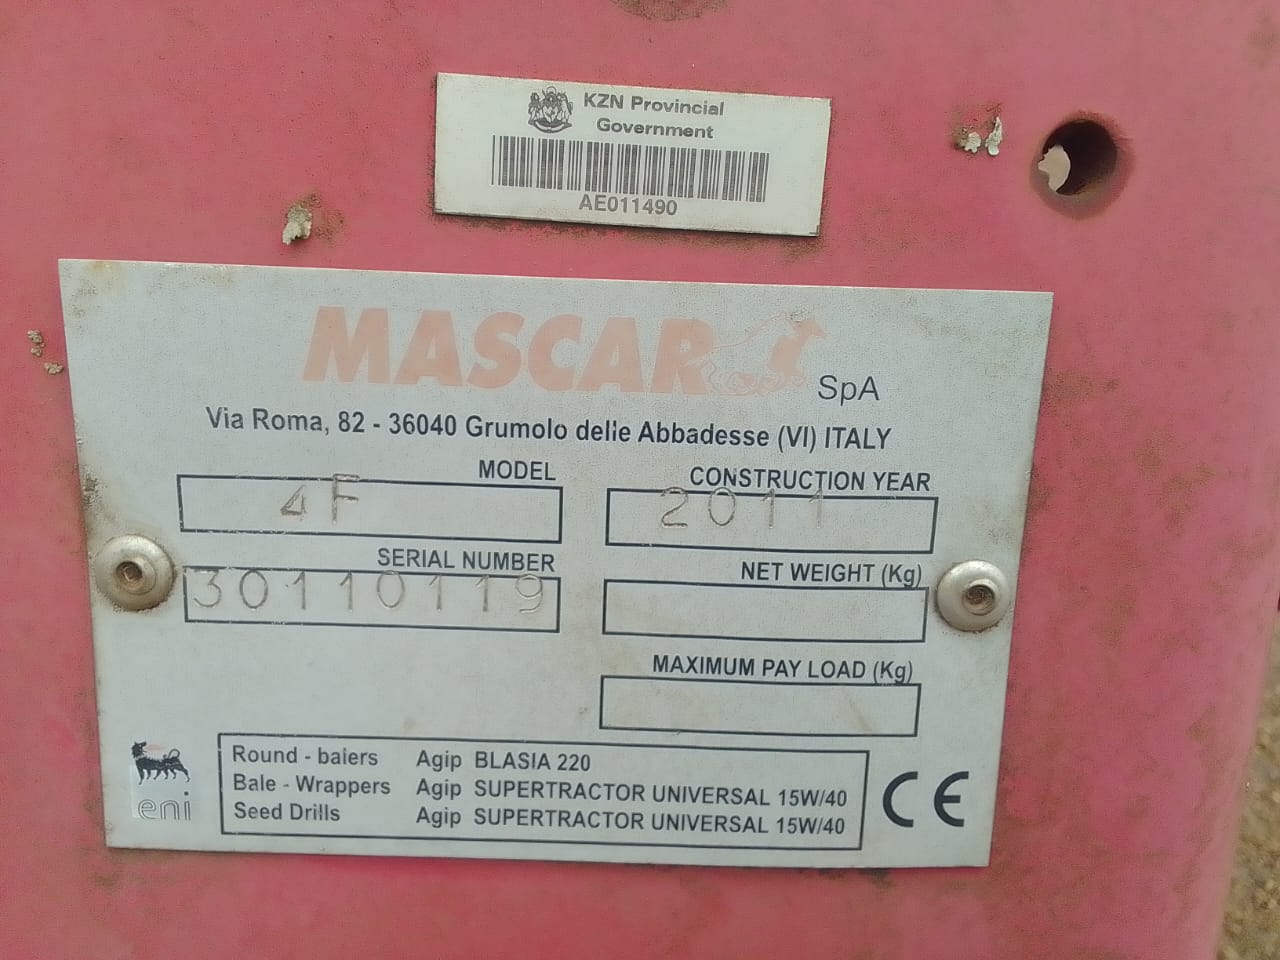 KZN Provincial
Government
AE011490
MASCAR SpA
Via Roma, 82 - 36040 Grumolo delle Abbadesse (VI) ITALY
MODEL
4F
CONSTRUCTION YEAR
2011
SERIAL NUMBER
30110119
NET WEIGHT (Kg)
MAXIMUM PAY LOAD (Kg)
Round - balers Agip BLASIA 220
Bale - Wrappers Agip SUPERTRACTOR UNIVERSAL 15W/40
Seed Drills Agip SUPERTRACTOR UNIVERSAL 15W/40
eni
CE